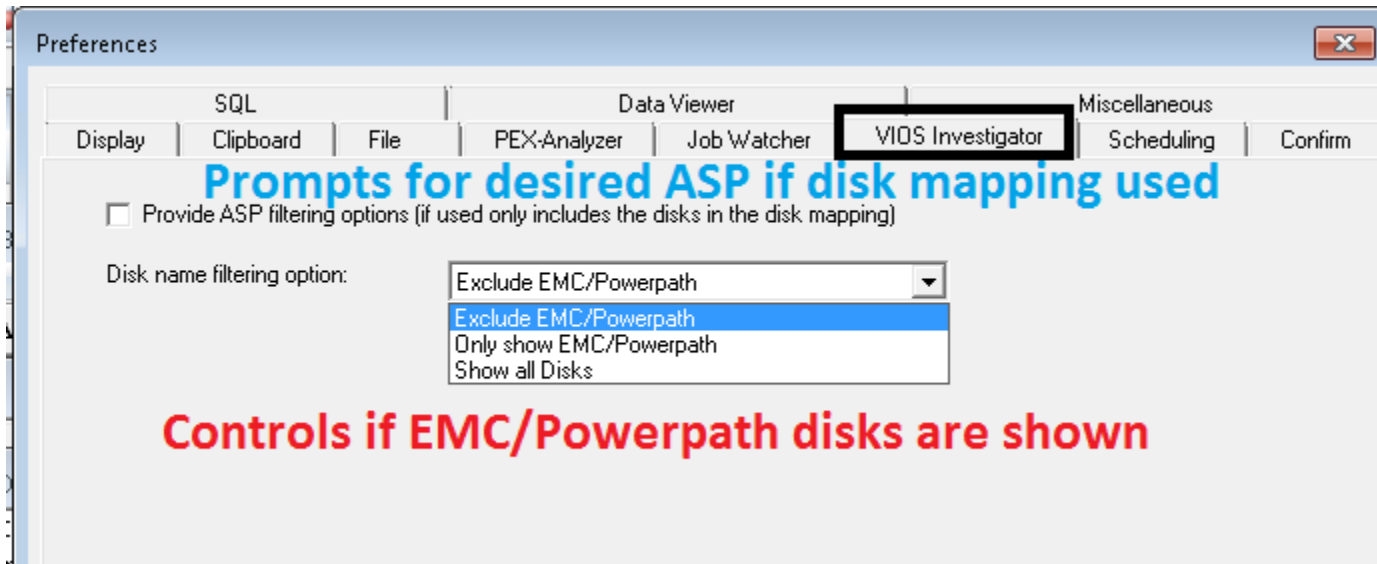 Preferences
SQL Data Viewer Miscellaneous
Display Clipboard File PEX-Analyzer Job Watcher VIOS Investigator Scheduling Confirm
Prompts for desired ASP if disk mapping used
Provide ASP filtering options (if used only includes the disks in the disk mapping)
Disk name filtering option: Exclude EMC/Powerpath
Exclude EMC/Powerpath
Only show EMC/Powerpath
Show all Disks
Controls if EMC/Powerpath disks are shown